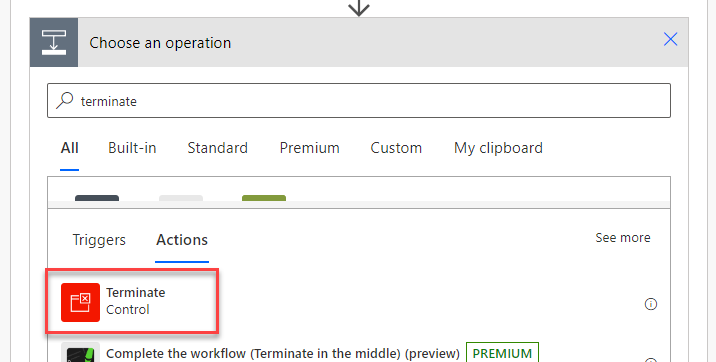 Choose an operation
terminate
All Built-in Standard Premium Custom My clipboard
Triggers Actions See more
Terminate
Control
Complete the workflow (Terminate in the middle) (preview) PREMIUM